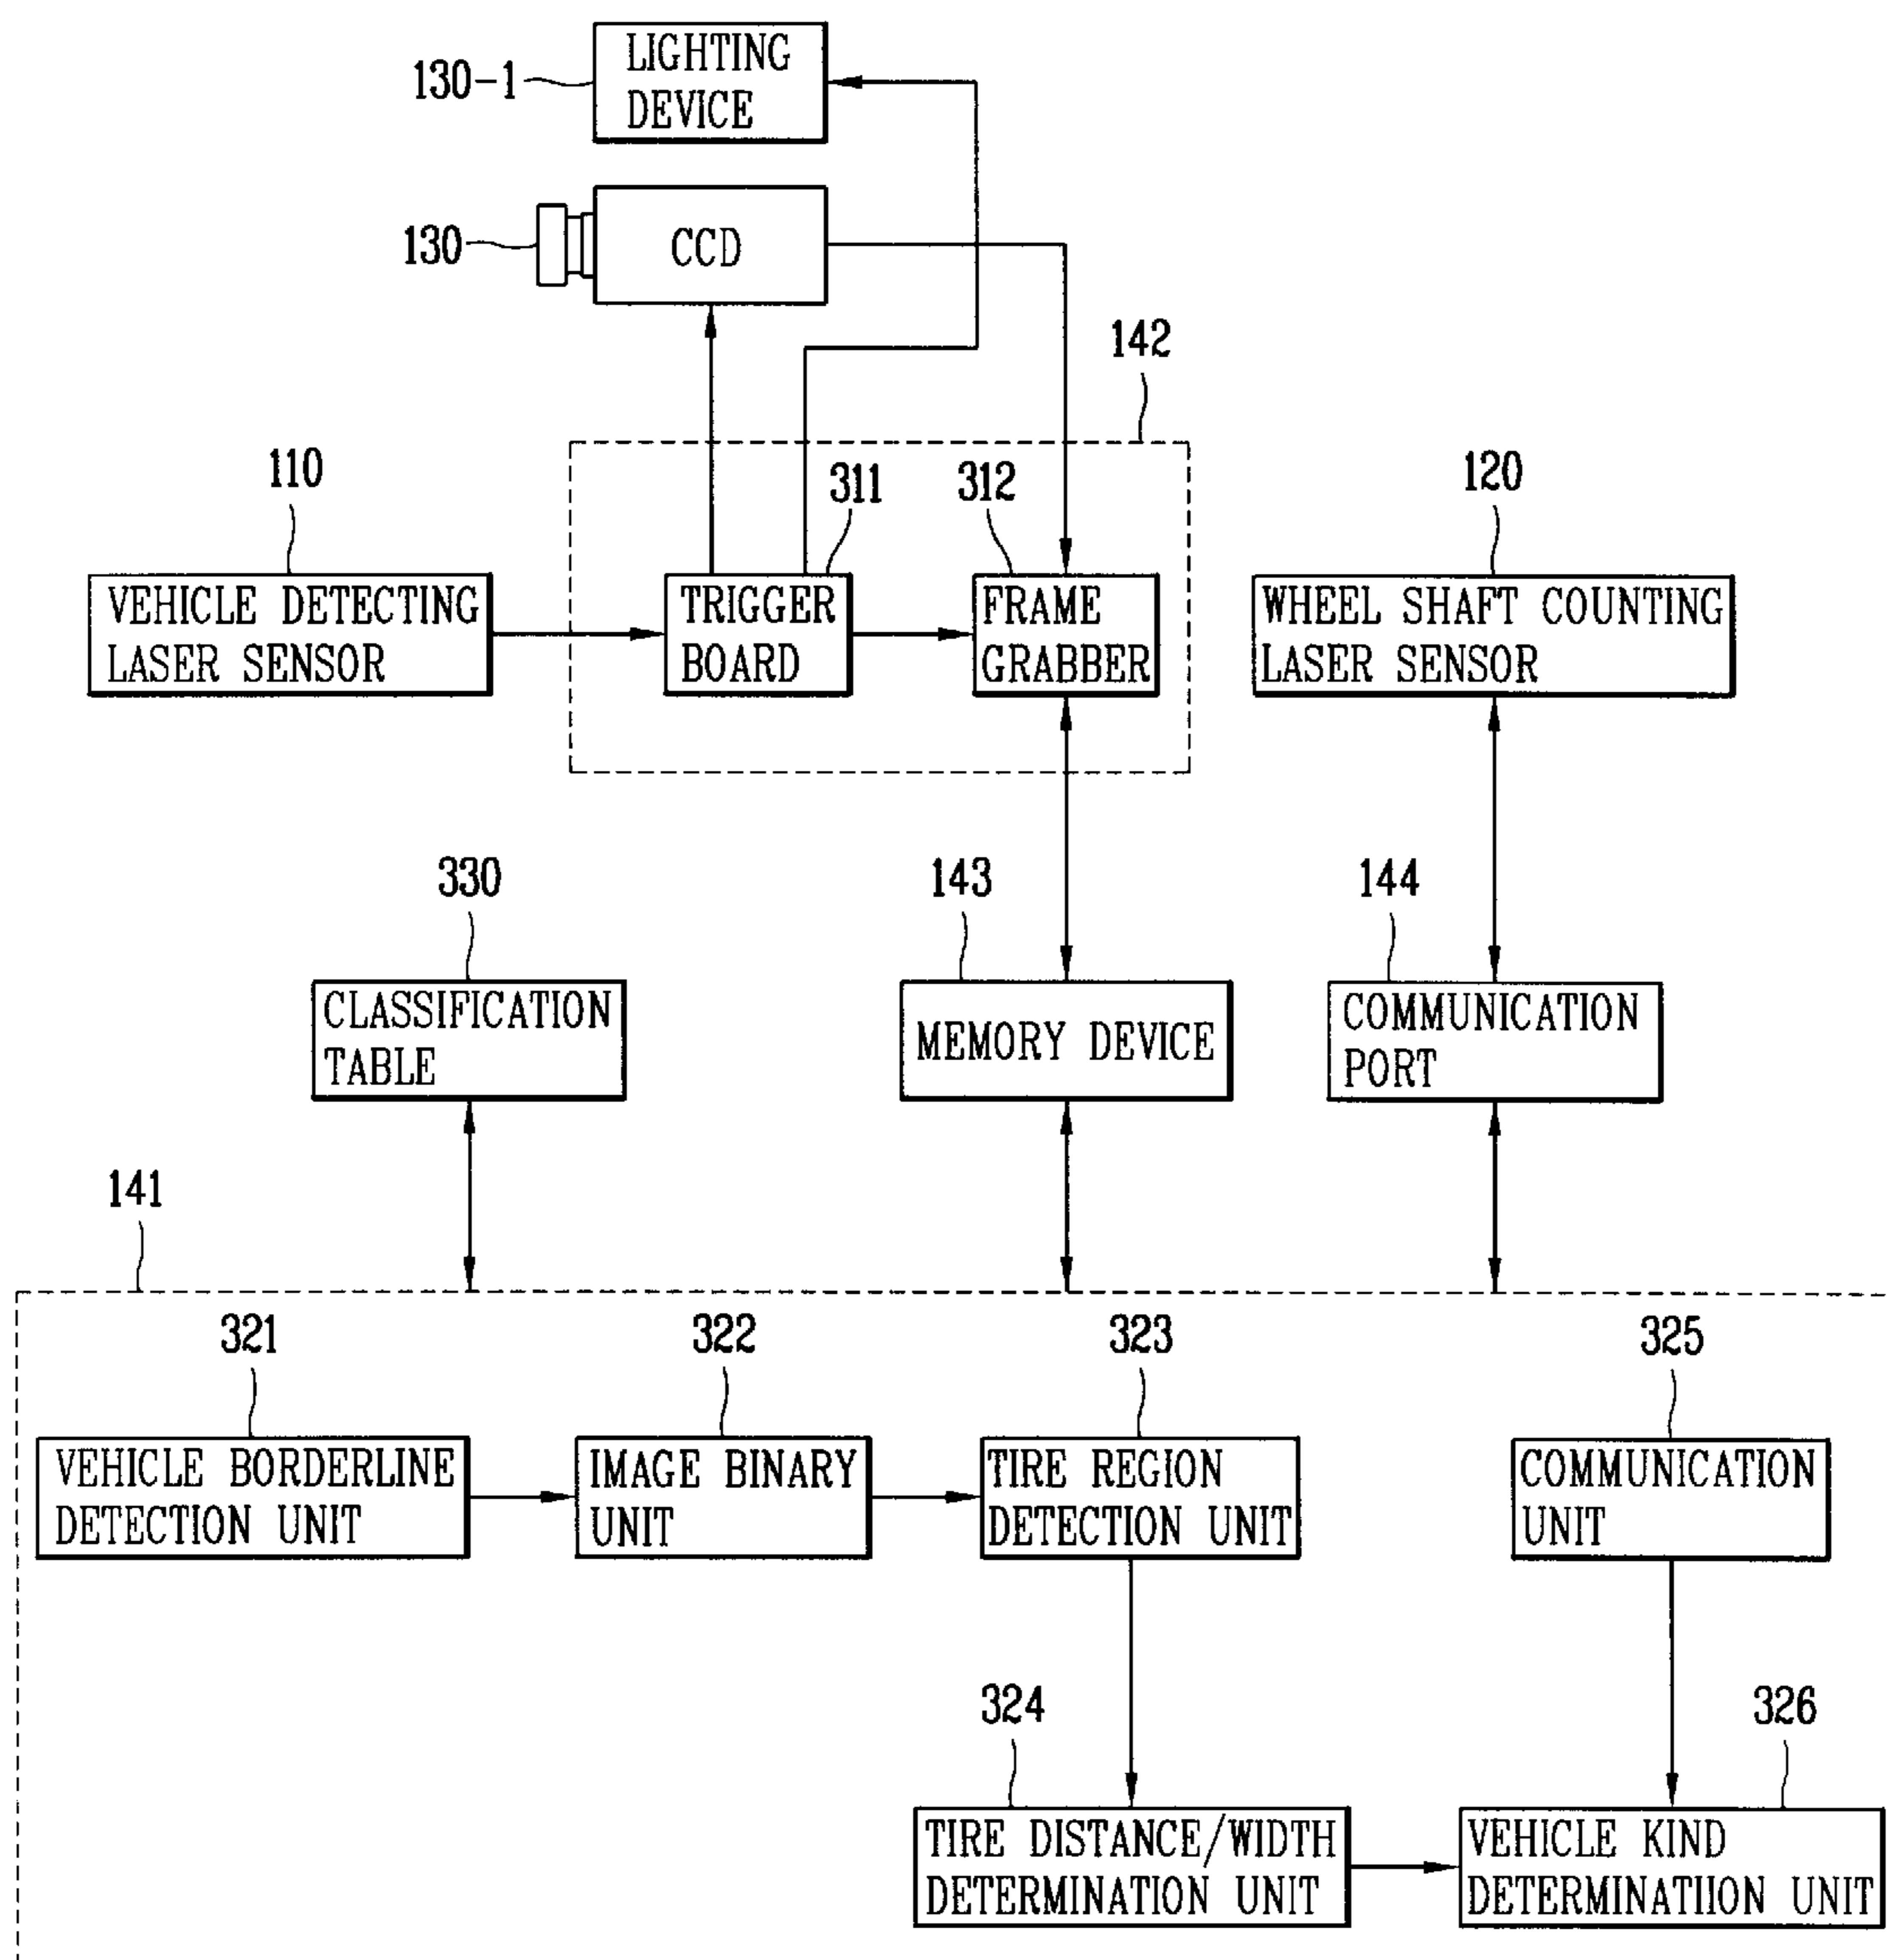 130-1
LIGHTING
DEVICE
130
CCD
142
110
311
312
120
VEHICLE DETECTING
LASER SENSOR
TRIGGER
BOARD
FRAME
GRABBER
WHEEL SHAFT COUNTING
LASER SENSOR
330
143
144
CLASSIFICATION
TABLE
MEMORY DEVICE
COMMUNICATION
PORT
141
321
322
323
325
VEHICLE BORDERLINE
DETECTION UNIT
IMAGE BINARY
UNIT
TIRE REGION
DETECTION UNIT
COMMUNICATION
UNIT
324
326
TIRE DISTANCE/WIDTH
DETERMINATION UNIT
VEHICLE KIND
DETERMINATIION UNIT